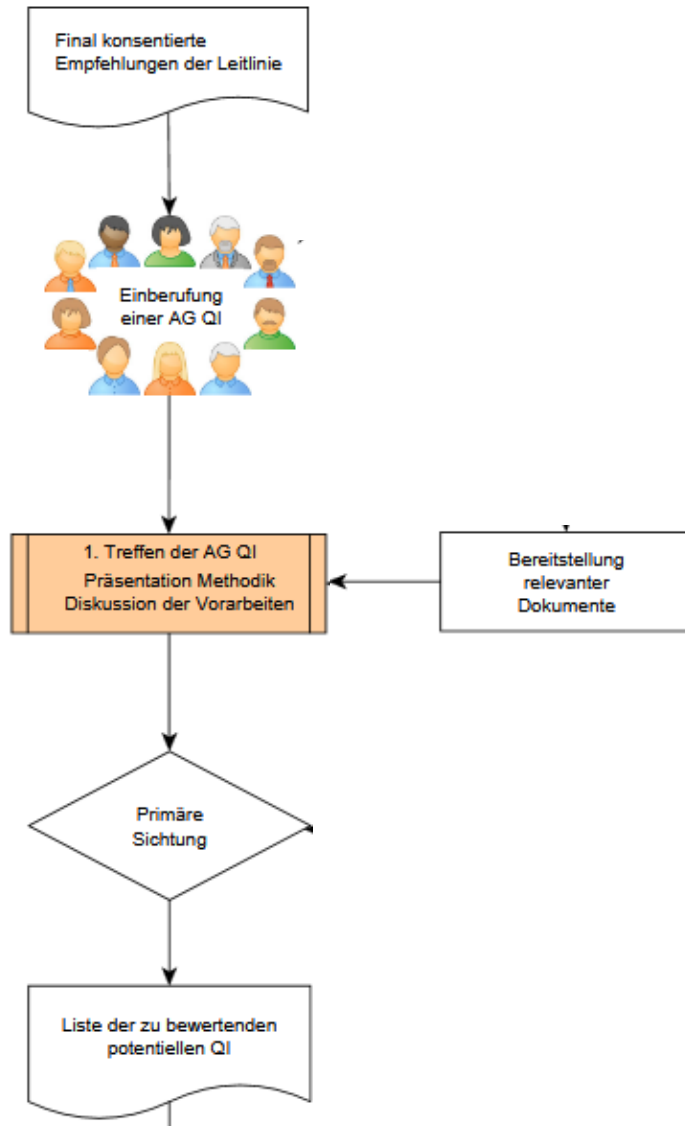 Final konsentierte
Empfehlungen der Leitlinie
Einberufung
einer AG QI
1. Treffen der AG QI
Präsentation Methodik
Diskussion der Vorarbeiten
Bereitstellung
relevanter
Dokumente
Primäre
Sichtung
Liste der zu bewertenden
potentiellen QI